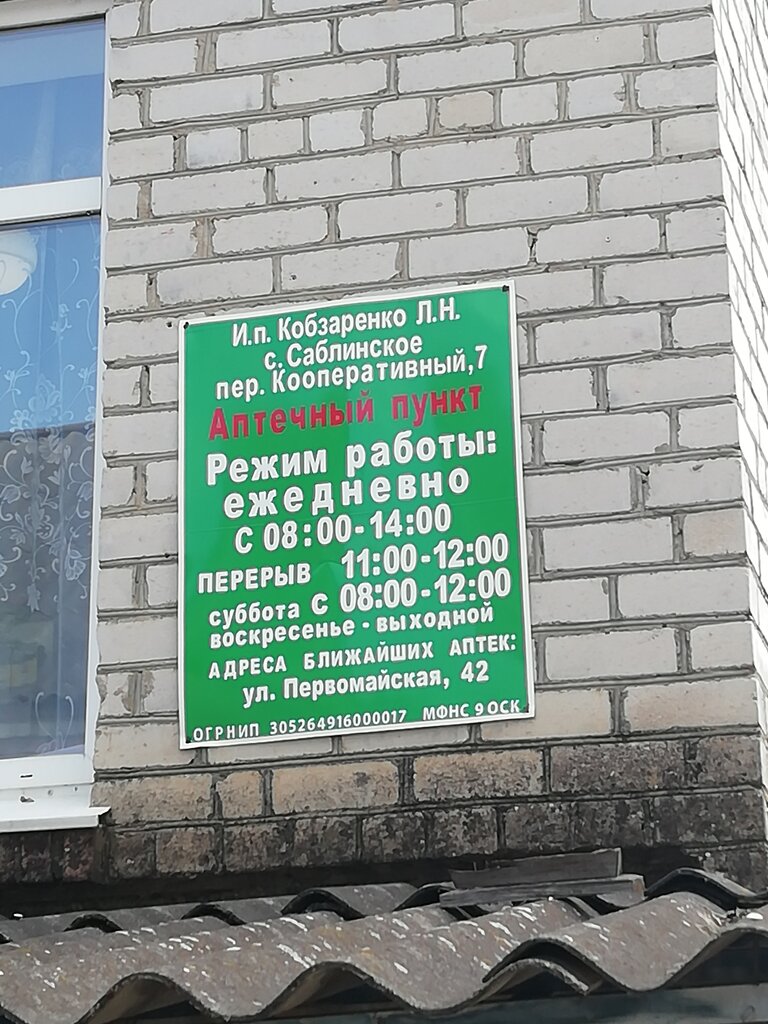 И.п. Кобзаренко Л.Н.
с. Саблинское
пер. Кооперативный,7
Аптечный пункт
Режим работы:
ежедневно
С 08:00-14:00
ПЕРЕРЫВ 11:00-12:00
суббота С 08:00-12:00
воскресенье - выходной
АДРЕСА БЛИЖАЙШИХ АПТЕК:
ул. Первомайская, 42
ОГРНИП 305264916000017 МФНС 9 ОСК